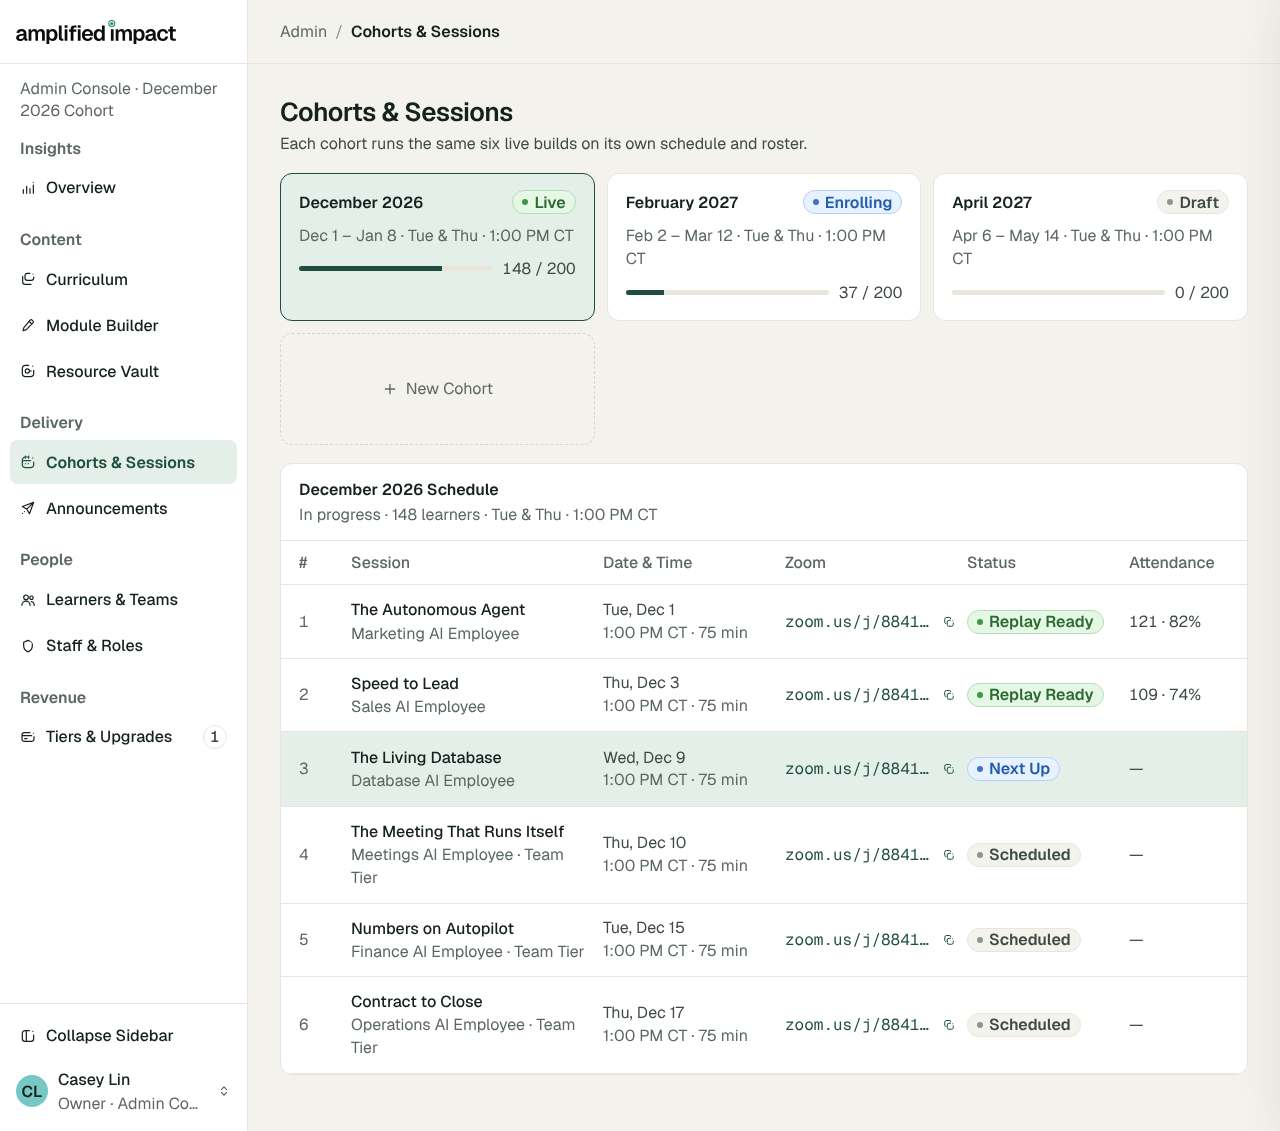 amplified impact
Admin / Cohorts & Sessions
Admin Console · December
2026 Cohort
Insights
Overview
Content
Curriculum
Module Builder
Resource Vault
Delivery
Cohorts & Sessions
Announcements
People
Learners & Teams
Staff & Roles
Revenue
Tiers & Upgrades 1
Collapse Sidebar
CL
Casey Lin
Owner · Admin Co…
Cohorts & Sessions
Each cohort runs the same six live builds on its own schedule and roster.
December 2026 Live
Dec 1 – Jan 8 · Tue & Thu · 1:00 PM CT
148 / 200
February 2027 Enrolling
Feb 2 – Mar 12 · Tue & Thu · 1:00 PM
CT
37 / 200
April 2027 Draft
Apr 6 – May 14 · Tue & Thu · 1:00 PM
CT
0 / 200
+ New Cohort
December 2026 Schedule
In progress · 148 learners · Tue & Thu · 1:00 PM CT
# Session Date & Time Zoom Status Attendance
1 The Autonomous Agent Tue, Dec 1 zoom.us/j/8841… Replay Ready 121 · 82%
Marketing AI Employee 1:00 PM CT · 75 min
2 Speed to Lead Thu, Dec 3 zoom.us/j/8841… Replay Ready 109 · 74%
Sales AI Employee 1:00 PM CT · 75 min
3 The Living Database Wed, Dec 9 zoom.us/j/8841… Next Up —
Database AI Employee 1:00 PM CT · 75 min
4 The Meeting That Runs Itself Thu, Dec 10 zoom.us/j/8841… Scheduled —
Meetings AI Employee · Team 1:00 PM CT · 75 min
Tier
5 Numbers on Autopilot Tue, Dec 15 zoom.us/j/8841… Scheduled —
Finance AI Employee · Team Tier 1:00 PM CT · 75 min
6 Contract to Close Thu, Dec 17 zoom.us/j/8841… Scheduled —
Operations AI Employee · Team 1:00 PM CT · 75 min
Tier